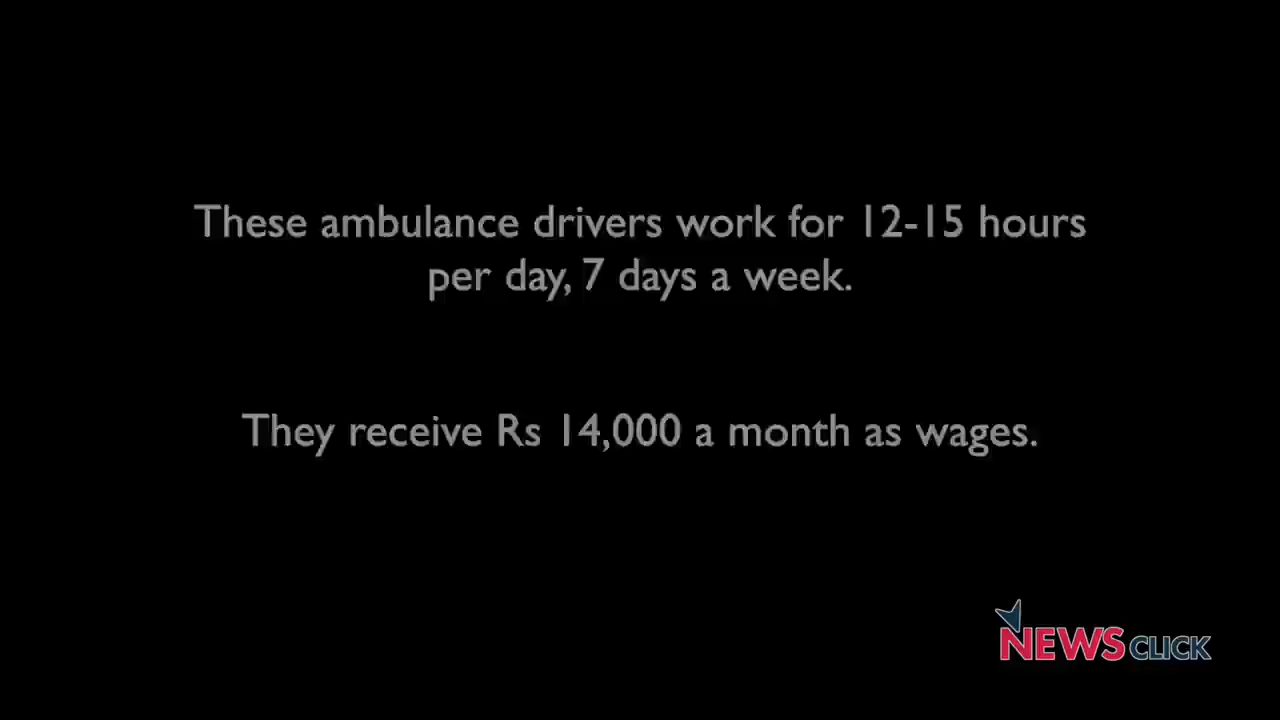 These ambulance drivers work for 12-15 hours
per day, 7 days a week.
They receive Rs 14,000 a month as wages.
NEWSCLICK